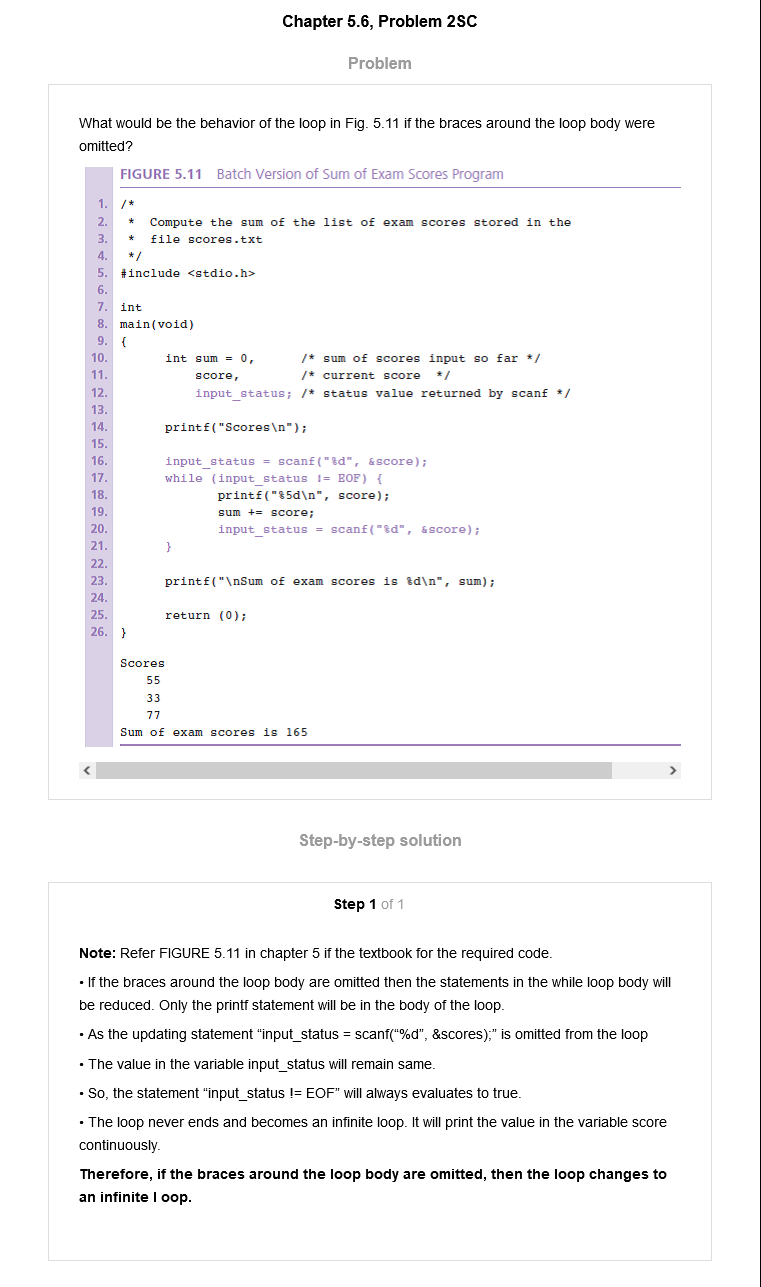 Chapter 5.6, Problem 2SC
Problem
What would be the behavior of the loop in Fig. 5.11 if the braces around the loop body were
omitted?
FIGURE 5.11 Batch Version of Sum of Exam Scores Program
1. /*
2. * Compute the sum of the list of exam scores stored in the
3. * file scores.txt
4. */
5. #include <stdio.h>
6.
7. int
8. main(void)
9. {
10. int sum = 0, /* sum of scores input so far */
11. score, /* current score */
12. input_status; /* status value returned by scanf */
13.
14. printf("Scores\n");
15.
16. input_status = scanf("%d", &score);
17. while (input_status != EOF) {
18. printf("%5d\n", score);
19. sum += score;
20. input_status = scanf("%d", &score);
21. }
22.
23. printf("\nSum of exam scores is %d\n", sum);
24.
25. return (0);
26. }
Scores
55
33
77
Sum of exam scores is 165
Step-by-step solution
Step 1 of 1
Note: Refer FIGURE 5.11 in chapter 5 if the textbook for the required code.
• If the braces around the loop body are omitted then the statements in the while loop body will
be reduced. Only the printf statement will be in the body of the loop.
• As the updating statement “input_status = scanf(“%d”, &scores);” is omitted from the loop
• The value in the variable input_status will remain same.
• So, the statement “input_status != EOF” will always evaluates to true.
• The loop never ends and becomes an infinite loop. It will print the value in the variable score
continuously.
Therefore, if the braces around the loop body are omitted, then the loop changes to
an infinite l oop.